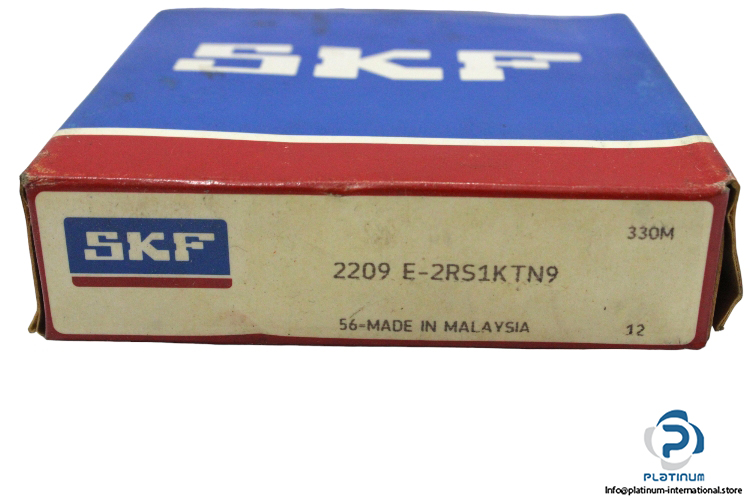 SKF
SKF
330M
2209 E-2RS1KTN9
56-MADE IN MALAYSIA
12
PLATINUM
Info@platinum-international.store